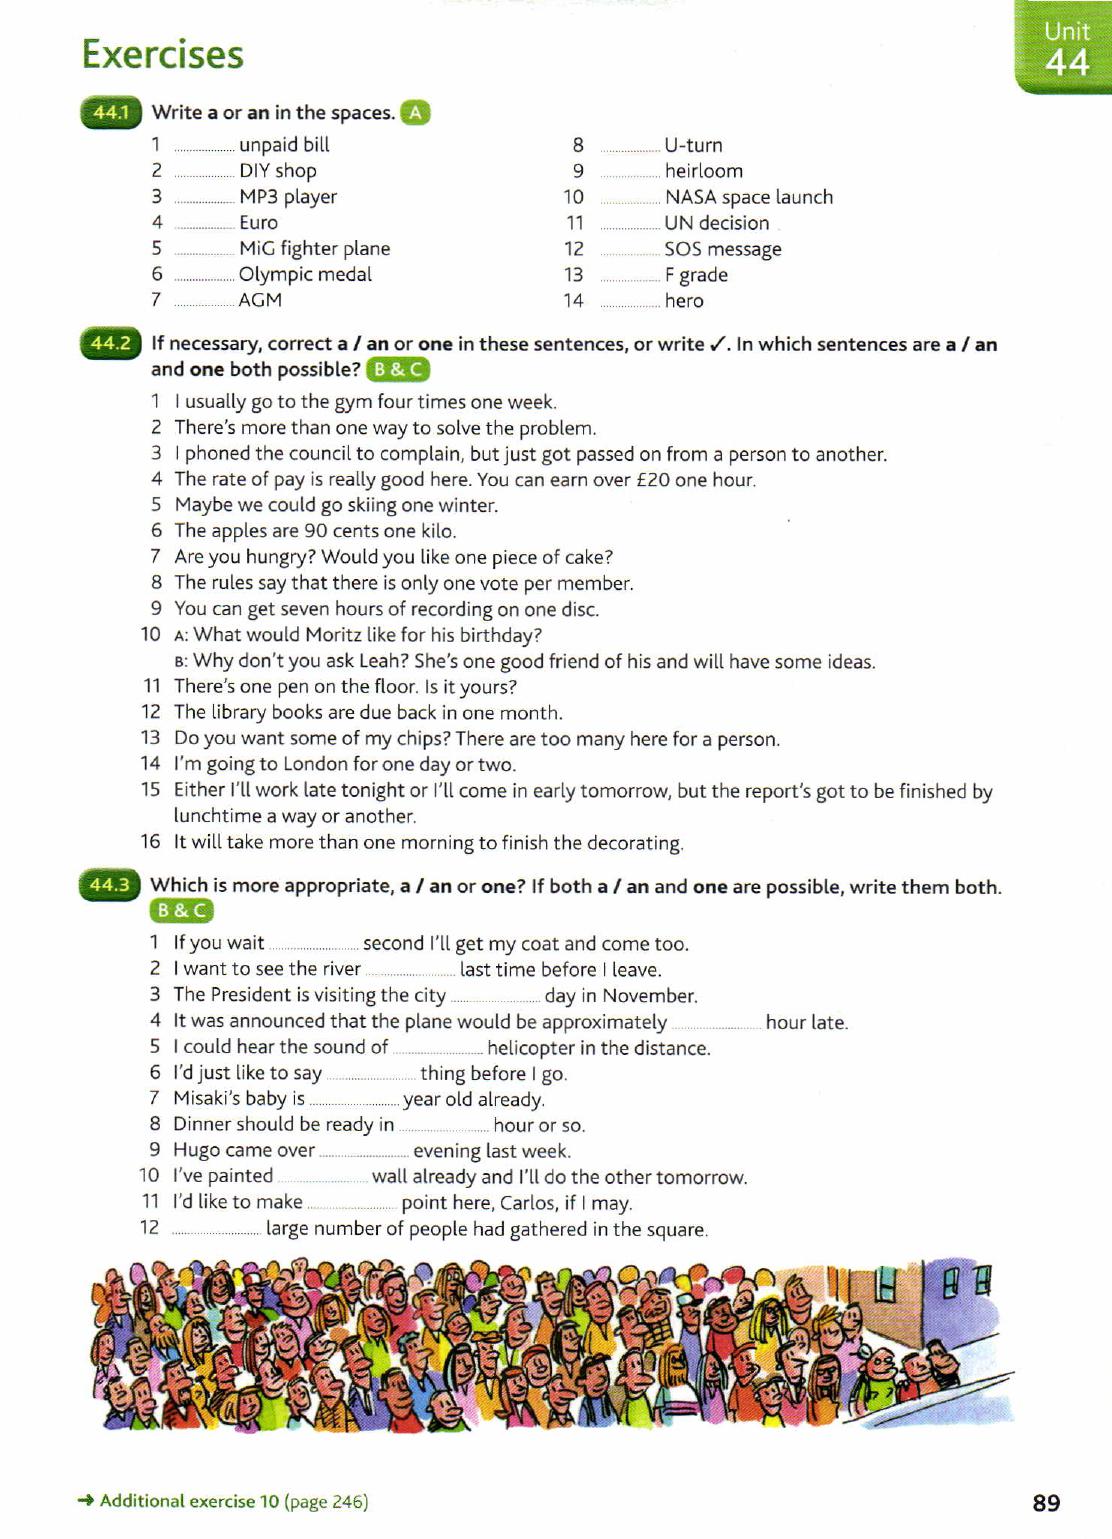 Exercises
Unit
44
44.1 Write a or an in the spaces. A
1 .................... unpaid bill
2 .................... DIY shop
3 .................... MP3 player
4 .................... Euro
5 .................... MiG fighter plane
6 .................... Olympic medal
7 .................... AGM
8 .................... U-turn
9 .................... heirloom
10 .................... NASA space launch
11 .................... UN decision
12 .................... SOS message
13 .................... F grade
14 .................... hero
44.2 If necessary, correct a / an or one in these sentences, or write ✓. In which sentences are a / an
and one both possible? B & C
1 I usually go to the gym four times one week.
2 There's more than one way to solve the problem.
3 I phoned the council to complain, but just got passed on from a person to another.
4 The rate of pay is really good here. You can earn over £20 one hour.
5 Maybe we could go skiing one winter.
6 The apples are 90 cents one kilo.
7 Are you hungry? Would you like one piece of cake?
8 The rules say that there is only one vote per member.
9 You can get seven hours of recording on one disc.
10 A: What would Moritz like for his birthday?
B: Why don't you ask Leah? She's one good friend of his and will have some ideas.
11 There's one pen on the floor. Is it yours?
12 The library books are due back in one month.
13 Do you want some of my chips? There are too many here for a person.
14 I'm going to London for one day or two.
15 Either I'll work late tonight or I'll come in early tomorrow, but the report's got to be finished by
lunchtime a way or another.
16 It will take more than one morning to finish the decorating.
44.3 Which is more appropriate, a / an or one? If both a / an and one are possible, write them both.
B & C
1 If you wait .............................. second I'll get my coat and come too.
2 I want to see the river .............................. last time before I leave.
3 The President is visiting the city .............................. day in November.
4 It was announced that the plane would be approximately .............................. hour late.
5 I could hear the sound of .............................. helicopter in the distance.
6 I'd just like to say .............................. thing before I go.
7 Misaki's baby is .............................. year old already.
8 Dinner should be ready in .............................. hour or so.
9 Hugo came over .............................. evening last week.
10 I've painted .............................. wall already and I'll do the other tomorrow.
11 I'd like to make .............................. point here, Carlos, if I may.
12 .............................. large number of people had gathered in the square.
➜ Additional exercise 10 (page 246)
89